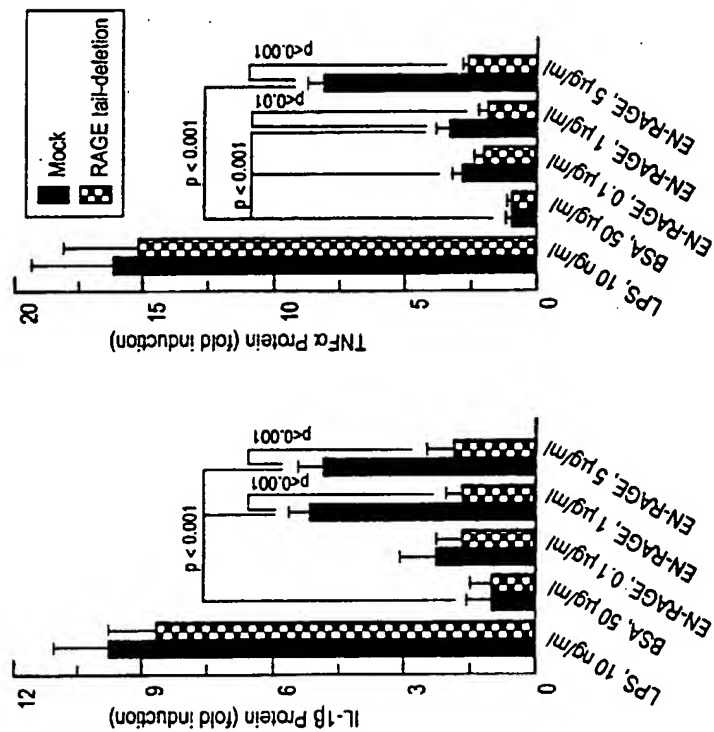 Mock
RAGE tail-deletion
IL-1β Protein (fold induction)
12
9
6
3
0
p < 0.001
p<0.001
p<0.001
LPS, 10 ng/ml
BSA, 50 µg/ml
EN-RAGE, 0.1 µg/ml
EN-RAGE, 1 µg/ml
EN-RAGE, 5 µg/ml
TNFα Protein (fold induction)
20
15
10
5
0
p < 0.001
p < 0.001
p<0.01
p<0.001
LPS, 10 ng/ml
BSA, 50 µg/ml
EN-RAGE, 0.1 µg/ml
EN-RAGE, 1 µg/ml
EN-RAGE, 5 µg/ml